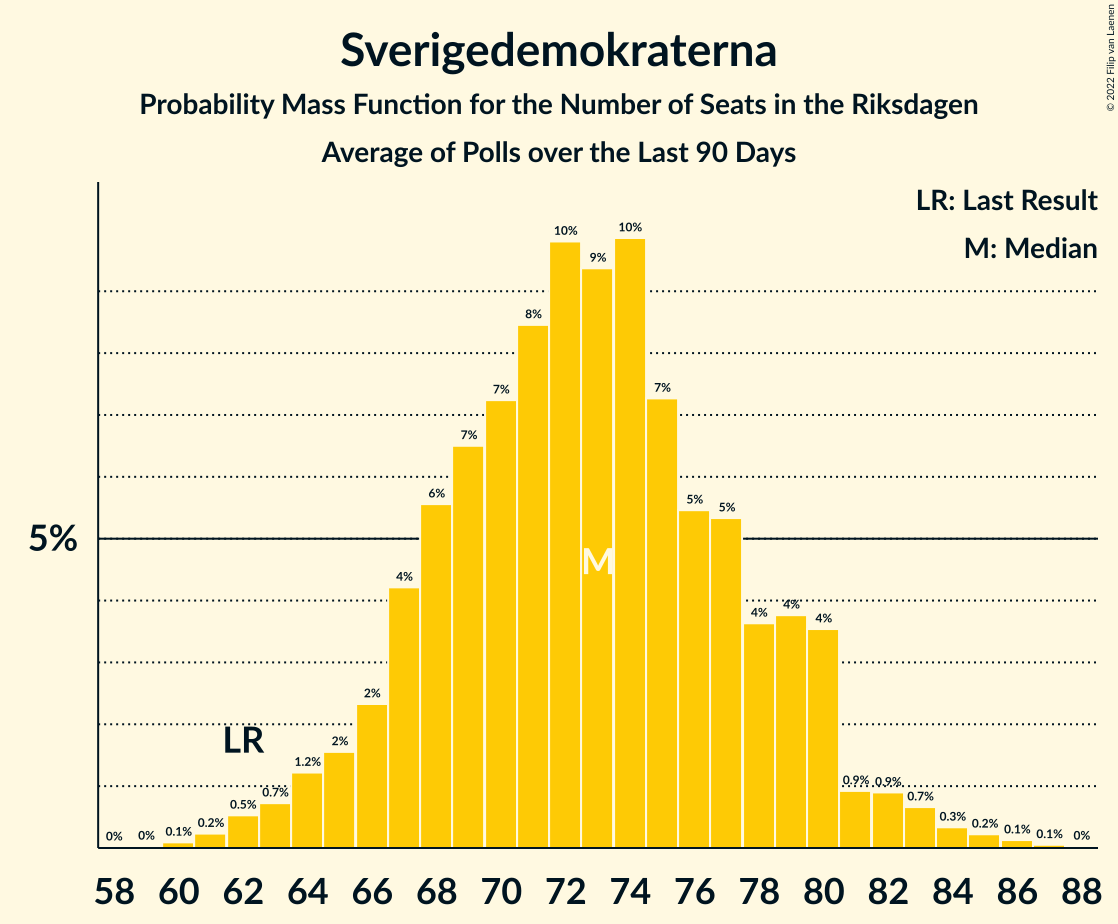 Sverigedemokraterna
Probability Mass Function for the Number of Seats in the Riksdagen
Average of Polls over the Last 90 Days
© 2022 Filip van Laenen
LR: Last Result
M: Median
5%
LR
M
0% 0% 0.1% 0.2% 0.5% 0.7% 1.2% 2% 2% 4% 6% 7% 7% 8% 10% 9% 10% 7% 5% 5% 4% 4% 4% 0.9% 0.9% 0.7% 0.3% 0.2% 0.1% 0.1% 0%
58 60 62 64 66 68 70 72 74 76 78 80 82 84 86 88